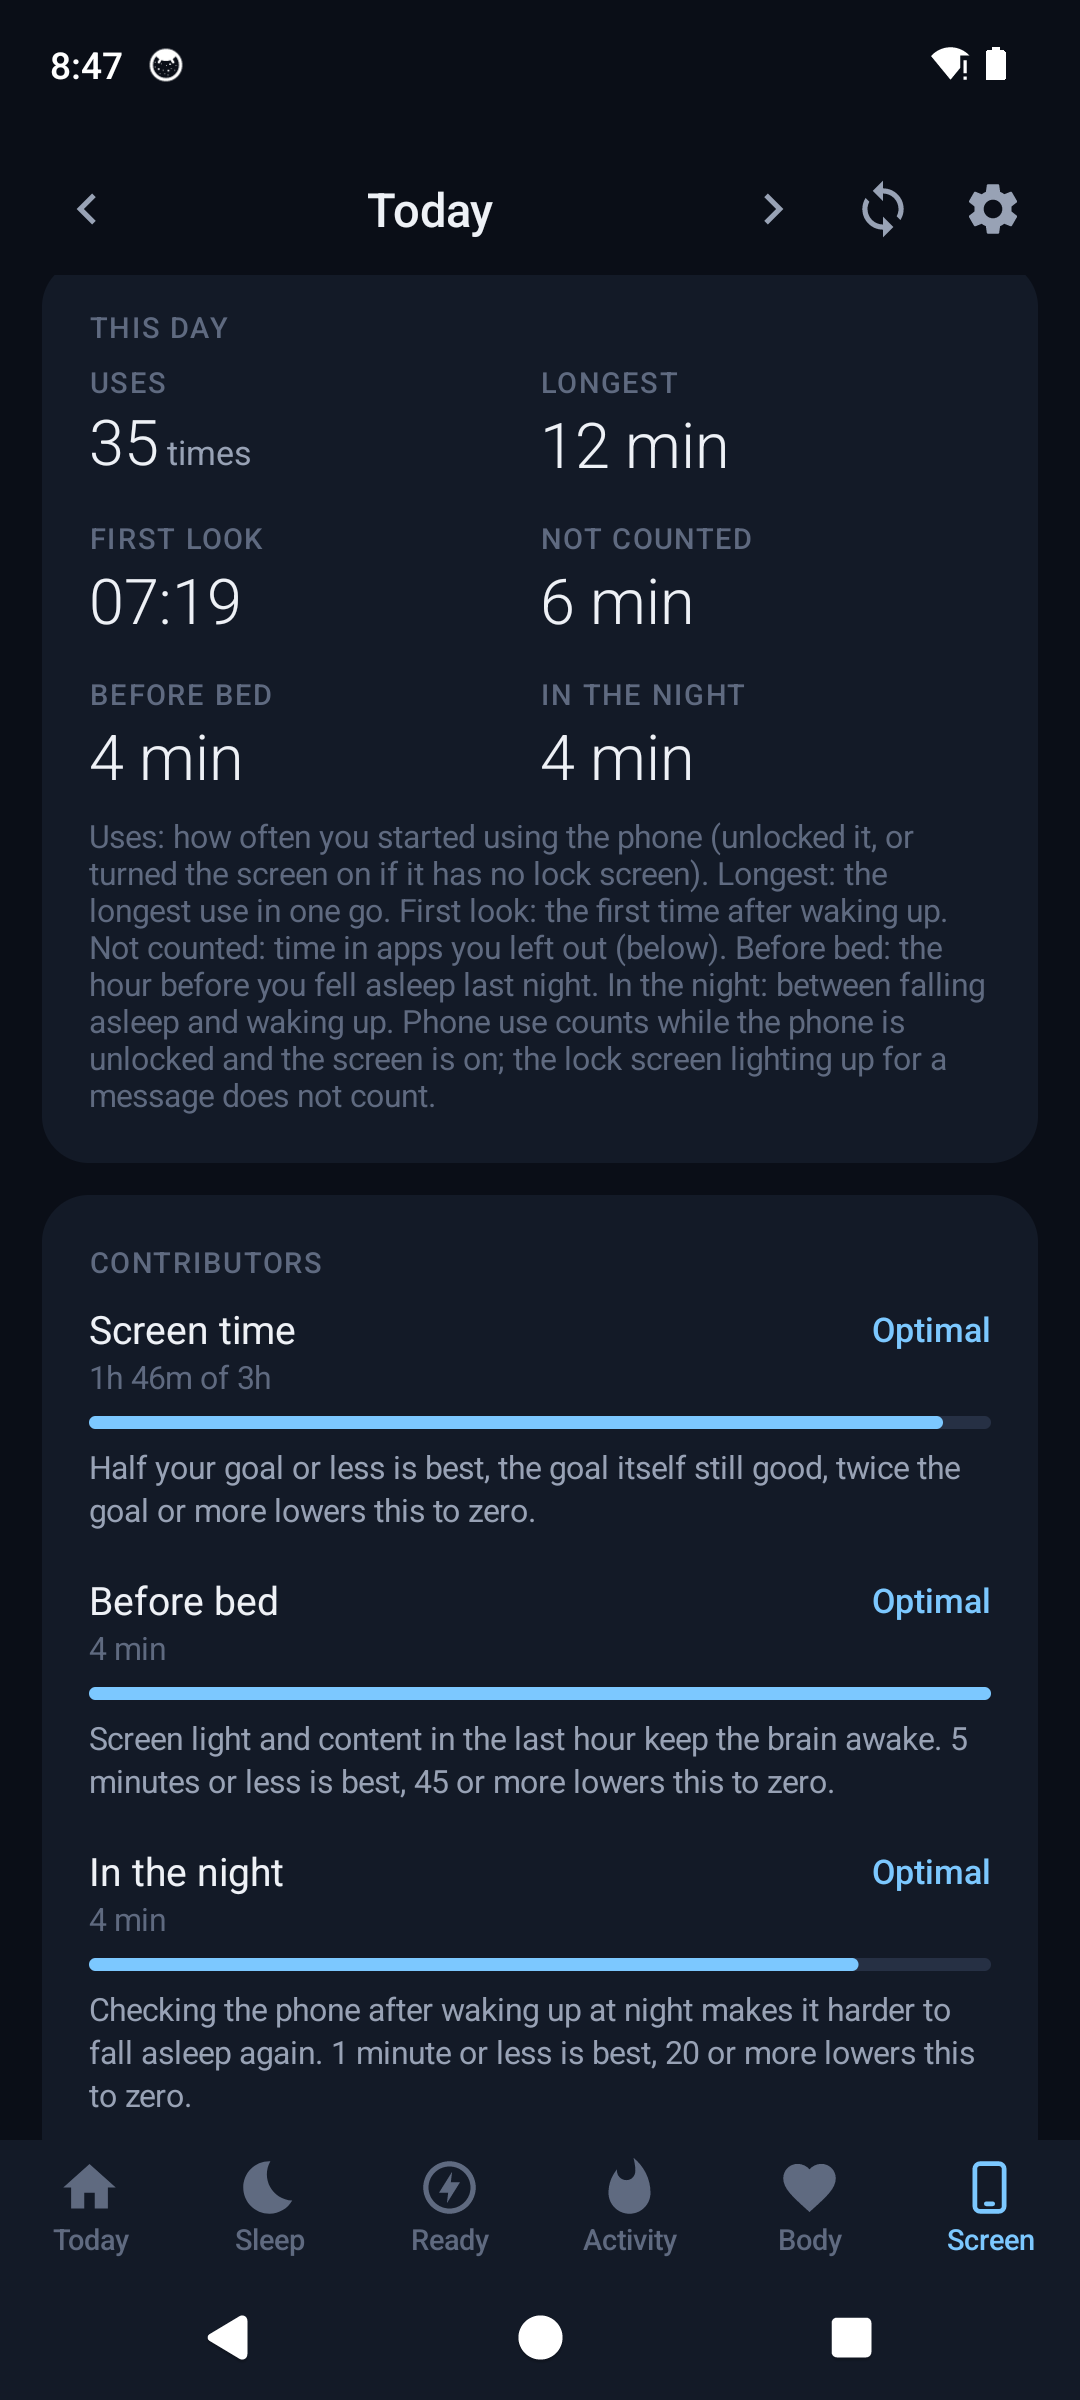 8:47
Today
THIS DAY
USES
35 times
LONGEST
12 min
FIRST LOOK
07:19
NOT COUNTED
6 min
BEFORE BED
4 min
IN THE NIGHT
4 min
Uses: how often you started using the phone (unlocked it, or
turned the screen on if it has no lock screen). Longest: the
longest use in one go. First look: the first time after waking up.
Not counted: time in apps you left out (below). Before bed: the
hour before you fell asleep last night. In the night: between falling
asleep and waking up. Phone use counts while the phone is
unlocked and the screen is on; the lock screen lighting up for a
message does not count.
CONTRIBUTORS
Screen time
Optimal
1h 46m of 3h
Half your goal or less is best, the goal itself still good, twice the
goal or more lowers this to zero.
Before bed
Optimal
4 min
Screen light and content in the last hour keep the brain awake. 5
minutes or less is best, 45 or more lowers this to zero.
In the night
Optimal
4 min
Checking the phone after waking up at night makes it harder to
fall asleep again. 1 minute or less is best, 20 or more lowers this
to zero.
Today
Sleep
Ready
Activity
Body
Screen